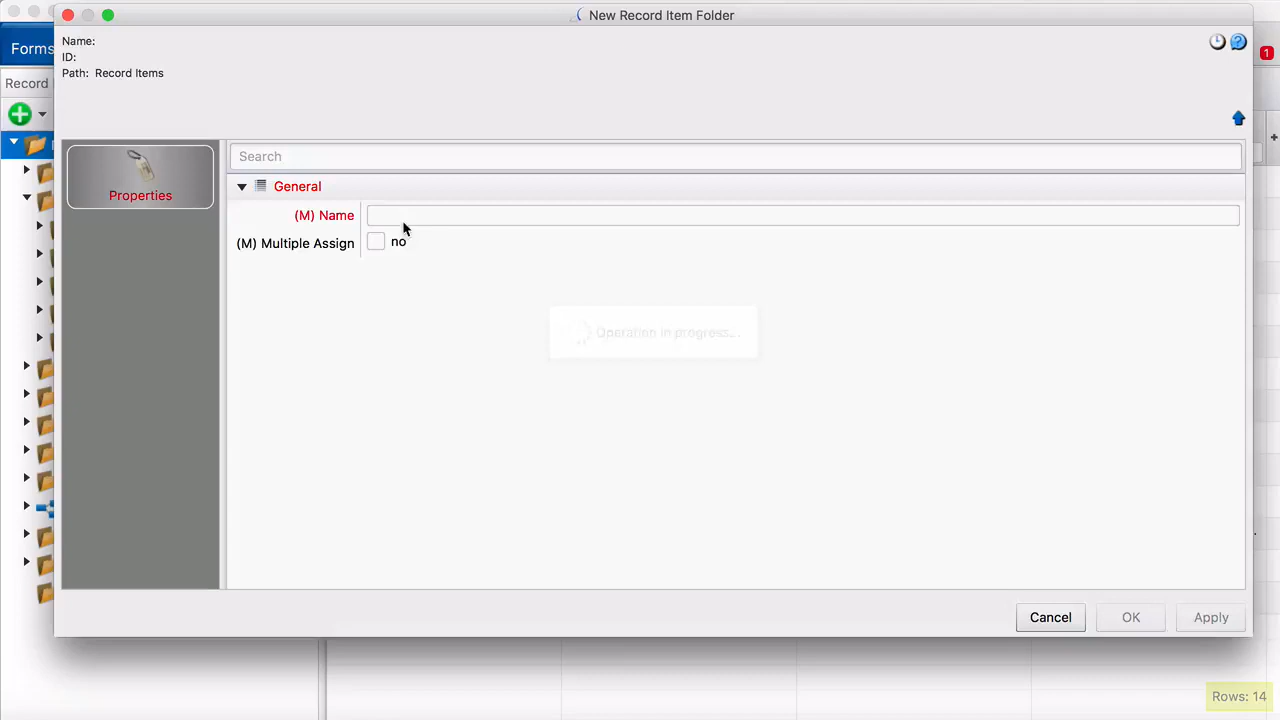 New Record Item Folder
Name:
ID:
Path: Record Items
Forms
1
Record
Properties
Search
General
(M) Name
(M) Multiple Assign
no
Operation in progress...
Cancel
OK
Apply
Rows: 14